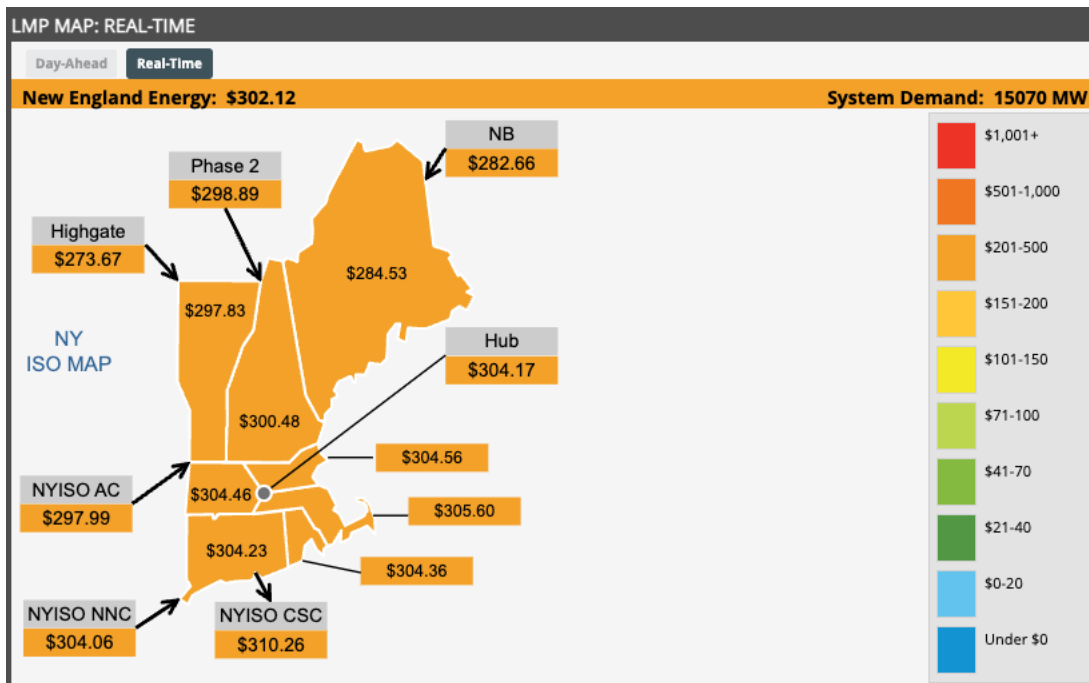 LMP MAP: REAL-TIME
Day-Ahead
Real-Time
New England Energy: $302.12
System Demand: 15070 MW
NB
$282.66
Phase 2
$298.89
Highgate
$273.67
$284.53
$297.83
NY
ISO MAP
Hub
$304.17
$300.48
$304.56
$304.46
NYISO AC
$297.99
$305.60
$304.23
$304.36
NYISO NNC
$304.06
NYISO CSC
$310.26
$1,001+
$501-1,000
$201-500
$151-200
$101-150
$71-100
$41-70
$21-40
$0-20
Under $0